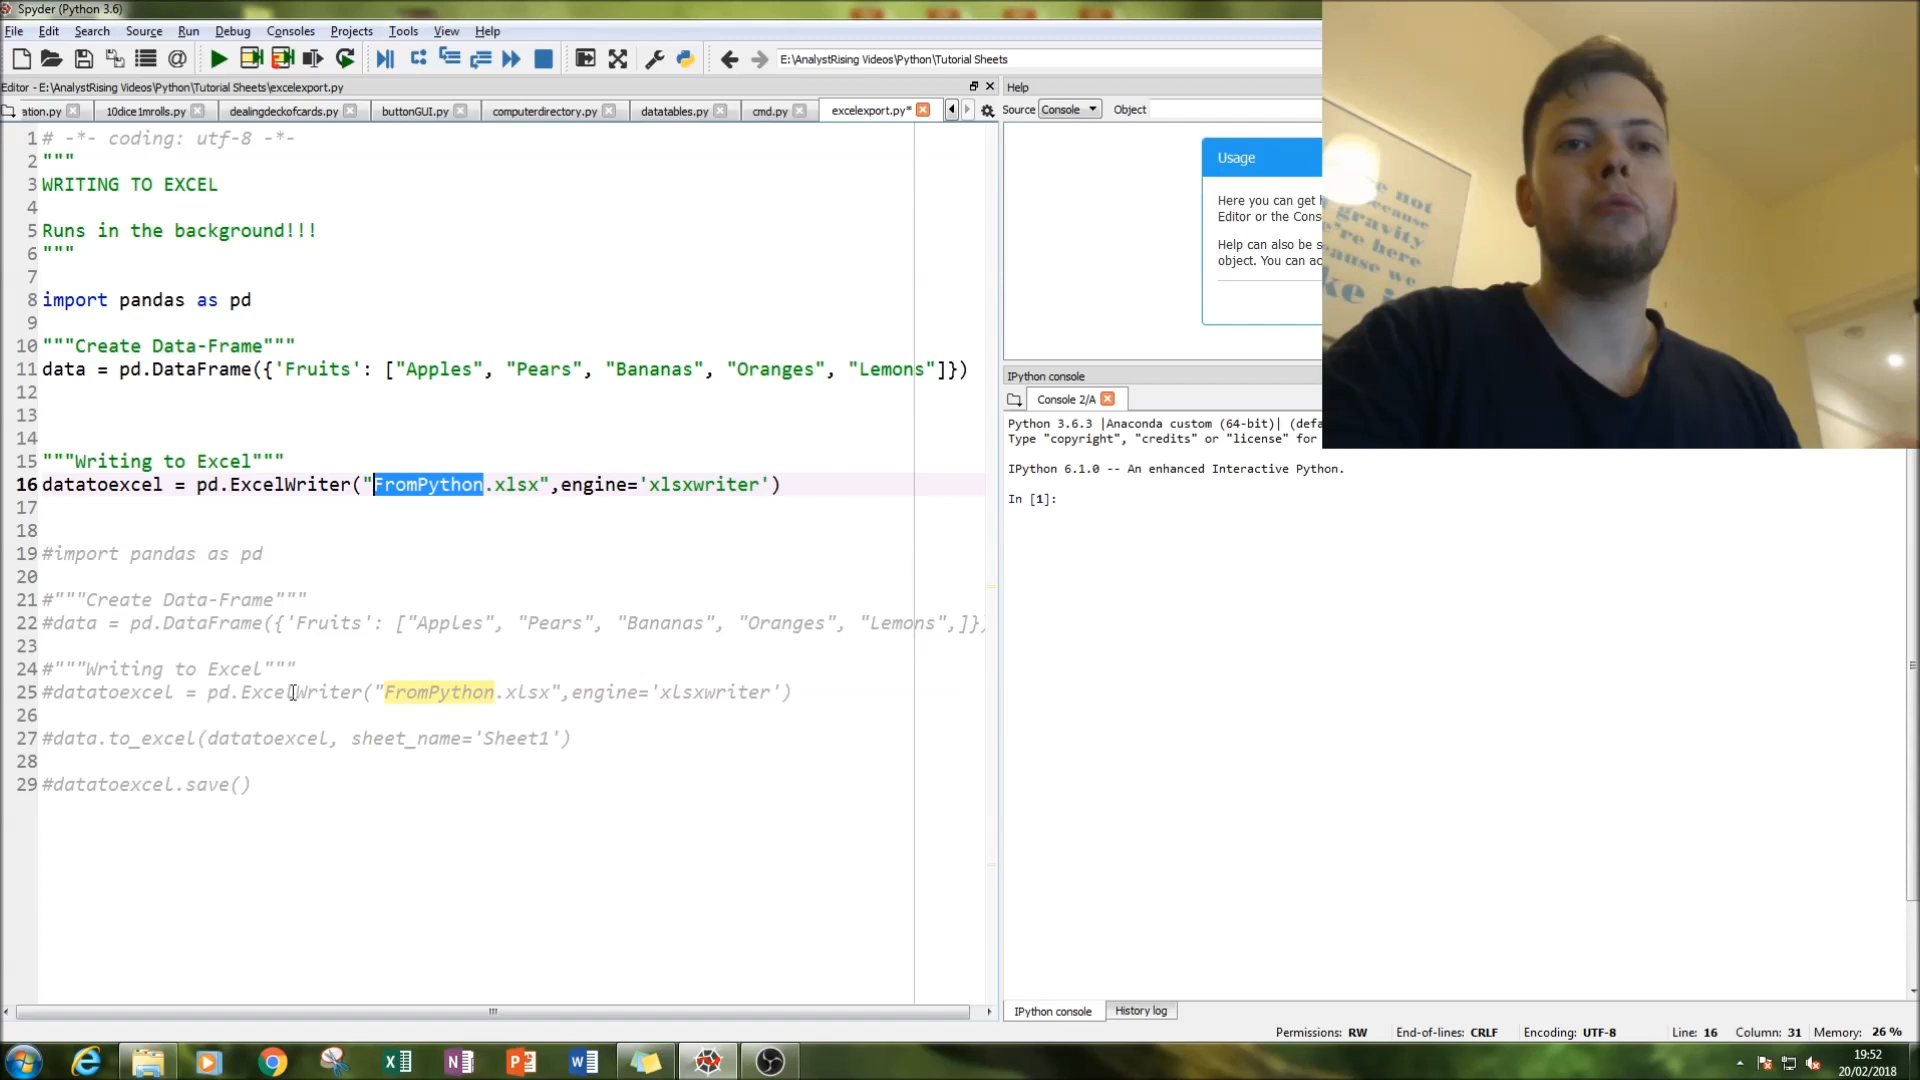 Spyder (Python 3.6)
File Edit Search Source Run Debug Consoles Projects Tools View Help
E:\AnalystRising Videos\Python\Tutorial Sheets
Editor - E:\AnalystRising Videos\Python\Tutorial Sheets\excelexport.py
Help
ation.py 10dice1mrolls.py dealingdeckofcards.py buttonGUI.py computerdirectory.py datatables.py cmd.py excelexport.py*
Source Console Object
1 # -*- coding: utf-8 -*-
2 """
3 WRITING TO EXCEL
4
5 Runs in the background!!!
6 """
7
8 import pandas as pd
9
10 """Create Data-Frame"""
11 data = pd.DataFrame({'Fruits': ["Apples", "Pears", "Bananas", "Oranges", "Lemons"]})
12
13
14
15 """Writing to Excel"""
16 datatoexcel = pd.ExcelWriter("FromPython.xlsx",engine='xlsxwriter')
17
18
19 #import pandas as pd
20
21 #"""Create Data-Frame"""
22 #data = pd.DataFrame({'Fruits': ["Apples", "Pears", "Bananas", "Oranges", "Lemons",]})
23
24 #"""Writing to Excel"""
25 #datatoexcel = pd.ExcelWriter("FromPython.xlsx",engine='xlsxwriter')
26
27 #data.to_excel(datatoexcel, sheet_name='Sheet1')
28
29 #datatoexcel.save()
Usage
Here you can get
Editor or the Cons
Help can also be s
object. You can ac
e not
because
gravity
're here
cause we
ke i
IPython console
Console 2/A
Python 3.6.3 |Anaconda custom (64-bit)| (defa
Type "copyright", "credits" or "license" for
IPython 6.1.0 -- An enhanced Interactive Python.
In [1]:
IPython console History log
Permissions: RW End-of-lines: CRLF Encoding: UTF-8 Line: 16 Column: 31 Memory: 26 %
19:52
20/02/2018